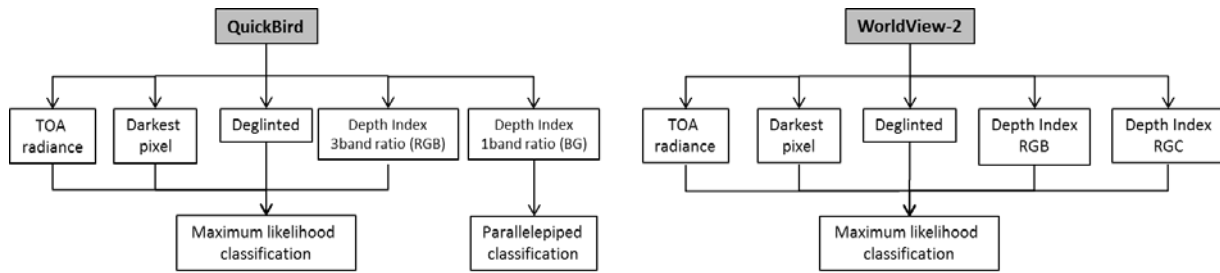 QuickBird
TOA
radiance
Darkest
pixel
Deglinted
Depth Index
3band ratio (RGB)
Depth Index
1band ratio (BG)
Maximum likelihood
classification
Parallelepiped
classification
WorldView-2
TOA
radiance
Darkest
pixel
Deglinted
Depth Index
RGB
Depth Index
RGC
Maximum likelihood
classification